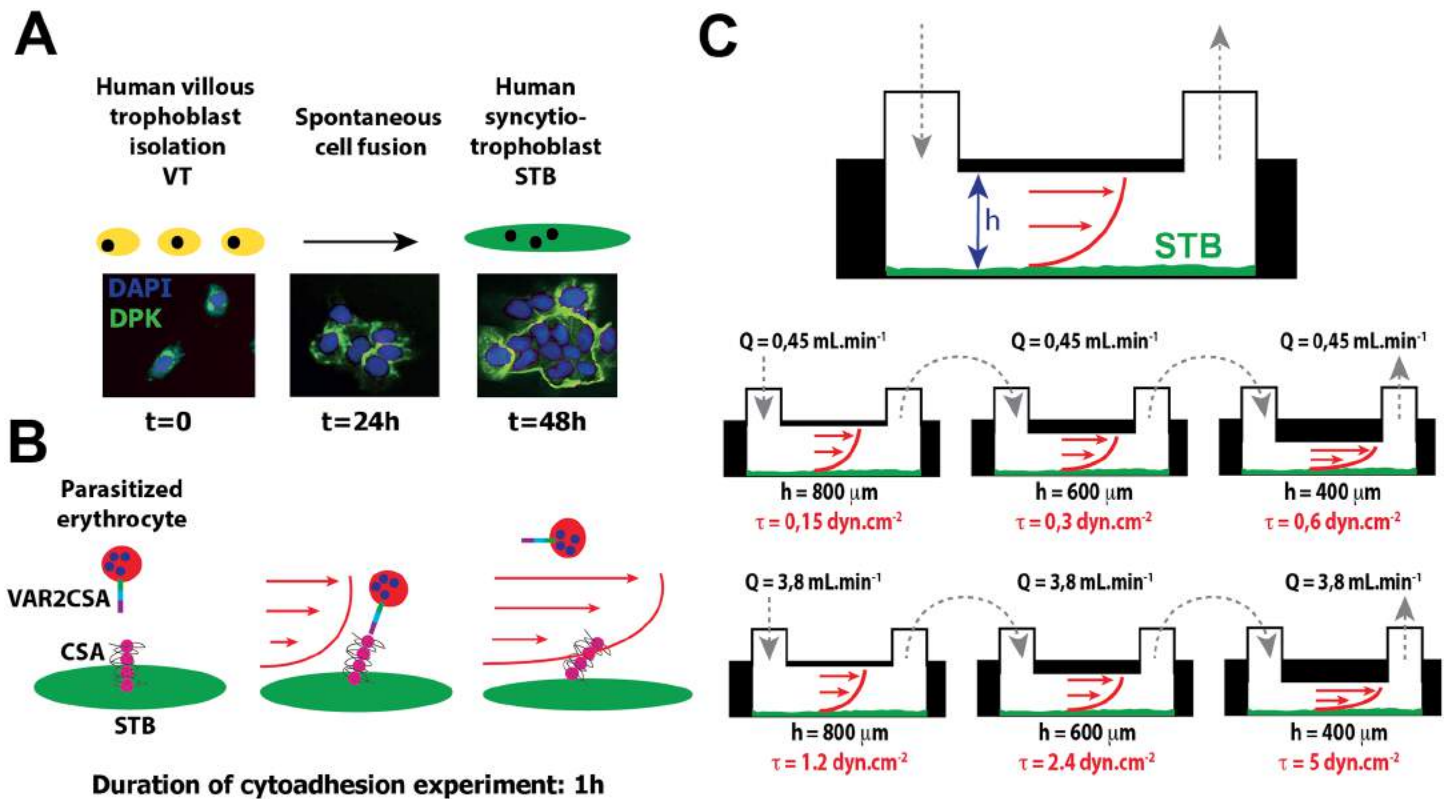 A
Human villous
trophoblast
isolation
VT
Spontaneous
cell fusion
Human
syncytio-
trophoblast
STB
DAPI
DPK
t=0
t=24h
t=48h
B
Parasitized
erythrocyte
VAR2CSA
CSA
STB
Duration of cytoadhesion experiment: 1h
C
h
STB
Q = 0,45 mL.min⁻¹
Q = 0,45 mL.min⁻¹
Q = 0,45 mL.min⁻¹
h = 800 μm
τ = 0,15 dyn.cm⁻²
h = 600 μm
τ = 0,3 dyn.cm⁻²
h = 400 μm
τ = 0,6 dyn.cm⁻²
Q = 3,8 mL.min⁻¹
Q = 3,8 mL.min⁻¹
Q = 3,8 mL.min⁻¹
h = 800 μm
τ = 1.2 dyn.cm⁻²
h = 600 μm
τ = 2.4 dyn.cm⁻²
h = 400 μm
τ = 5 dyn.cm⁻²